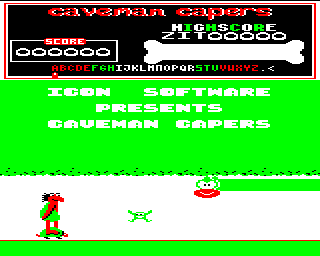 caveman capers
HIGHSCORE
ZIT00000
SCORE
000000
ABCDEFGHIJKLMNOPQRSTUVWXYZ.<
ICON SOFTWARE
PRESENTS
CAVEMAN CAPERS